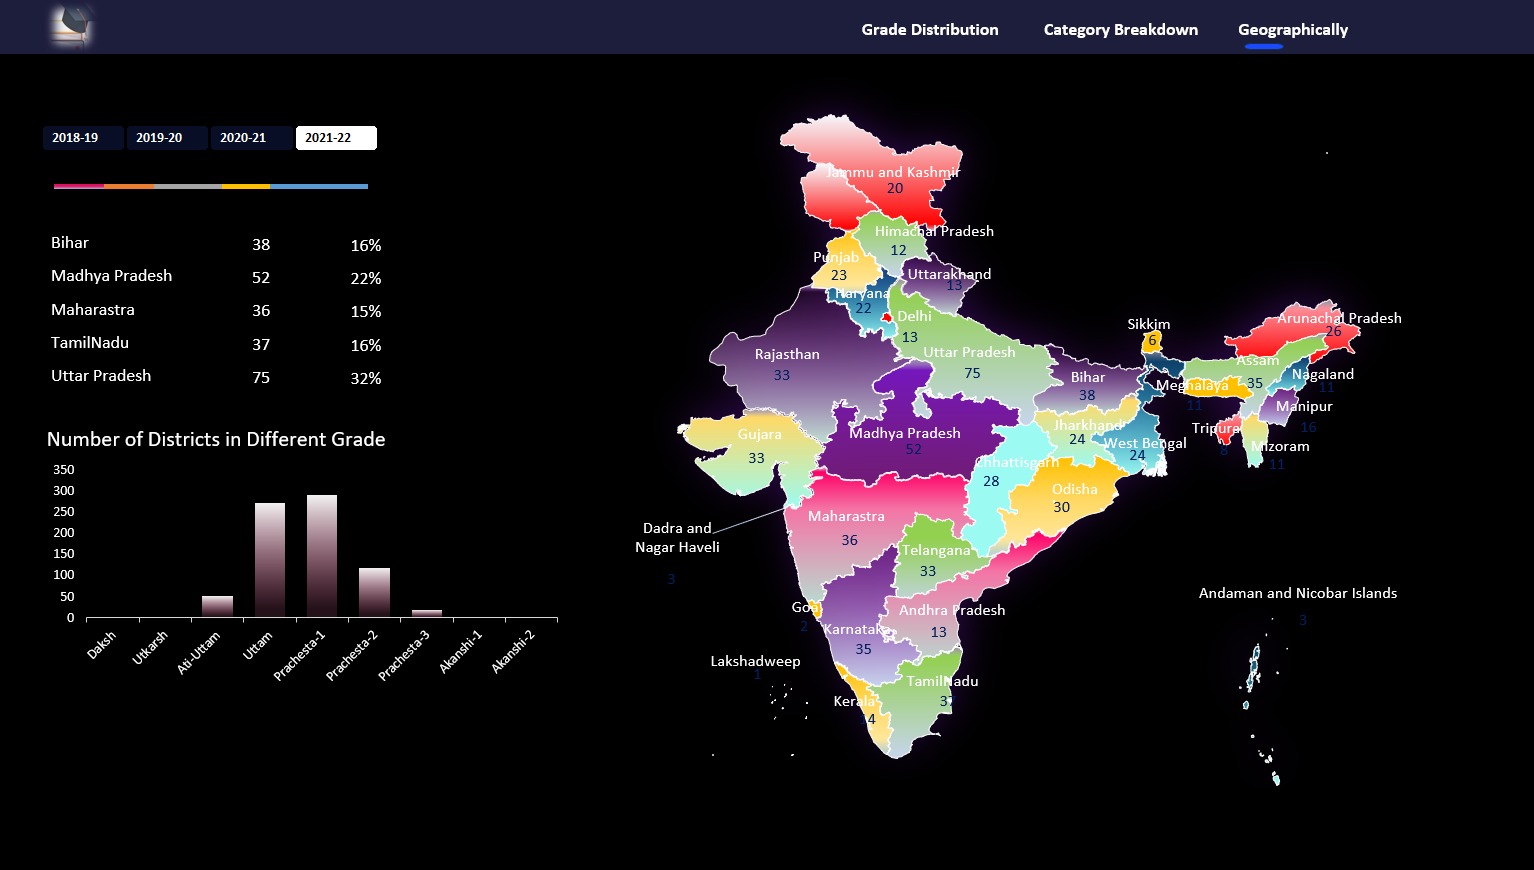 Grade Distribution
Category Breakdown
Geographically
2018-19
2019-20
2020-21
2021-22
Bihar 38 16%
Madhya Pradesh 52 22%
Maharastra 36 15%
TamilNadu 37 16%
Uttar Pradesh 75 32%
Number of Districts in Different Grade
350
300
250
200
150
100
50
0
Daksh
Utkarsh
Ati-Uttam
Uttam
Prachesta-1
Prachesta-2
Prachesta-3
Akanshi-1
Akanshi-2
Jammu and Kashmir
20
Himachal Pradesh
12
Punjab
23
Uttarakhand
13
Haryana
22
Delhi
13
Rajasthan
33
Uttar Pradesh
75
Bihar
38
Sikkim
6
Arunachal Pradesh
26
Assam
35
Nagaland
11
Meghalaya
11
Manipur
16
Tripura
8
Mizoram
11
Gujara
33
Madhya Pradesh
52
Jharkhand
24
West Bengal
24
Chhattisgarh
28
Odisha
30
Dadra and
Nagar Haveli
3
Maharastra
36
Telangana
33
Goa
2
Andhra Pradesh
13
Karnataka
35
Lakshadweep
1
TamilNadu
37
Kerala
14
Andaman and Nicobar Islands
3